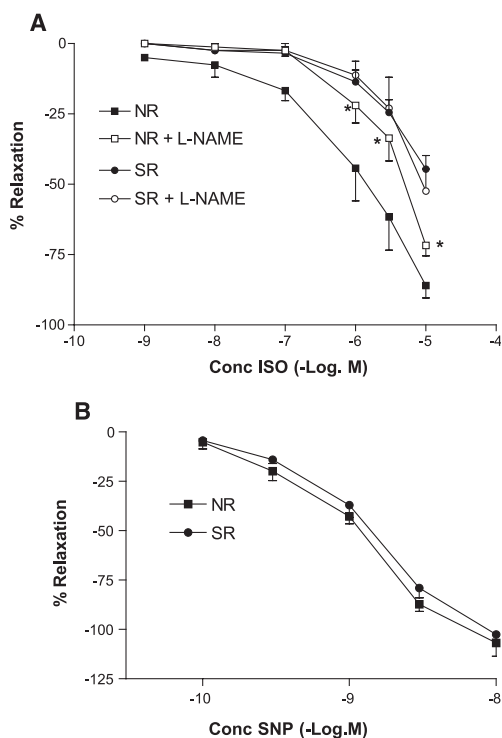 A
0
-25
-50
-75
-100
% Relaxation
NR
NR + L-NAME
SR
SR + L-NAME
*
*
*
-10 -9 -8 -7 -6 -5 -4
Conc ISO (-Log. M)
B
0
-25
-50
-75
-100
-125
% Relaxation
NR
SR
-10 -9 -8
Conc SNP (-Log.M)